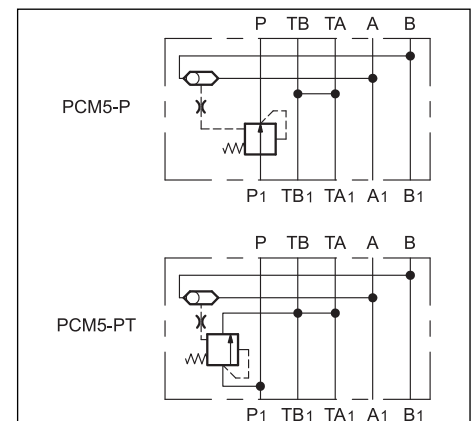 P TB TA A B
PCM5-P
P1 TB1 TA1 A1 B1
P TB TA A B
PCM5-PT
P1 TB1 TA1 A1 B1